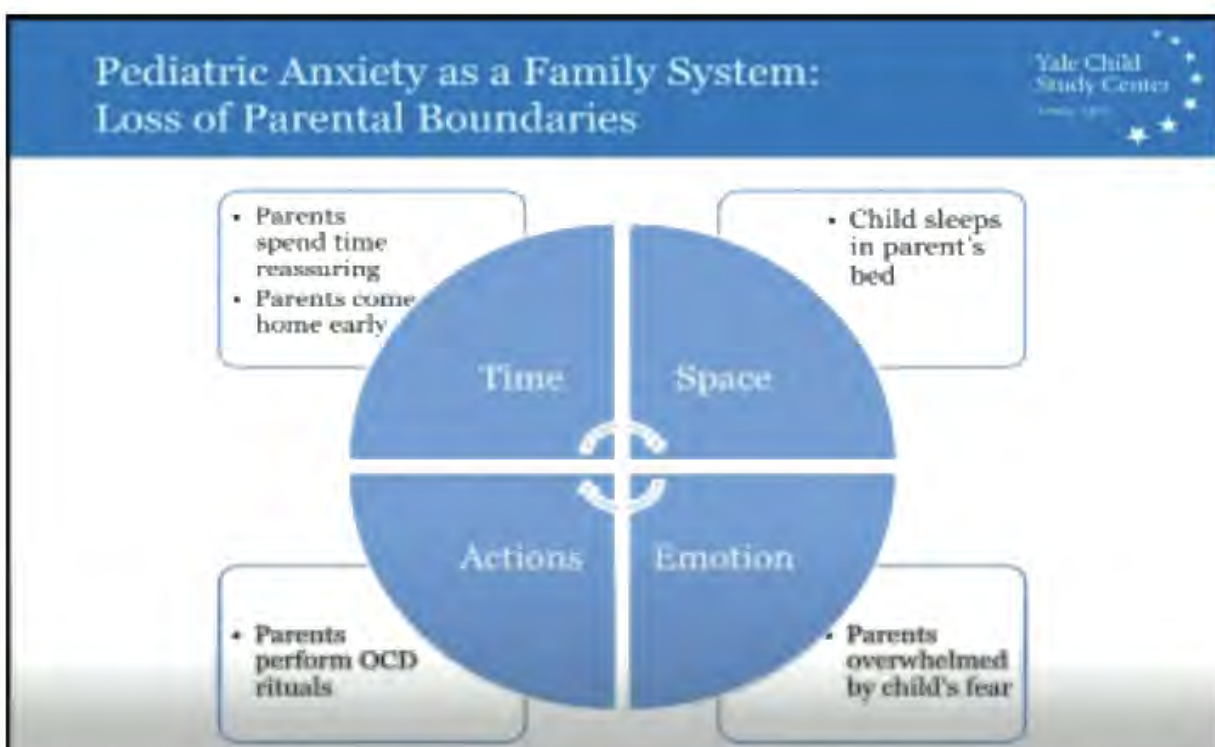 Pediatric Anxiety as a Family System:
Loss of Parental Boundaries
Yale Child
Study Center
• Parents
spend time
reassuring
• Parents come
home early
• Child sleeps
in parent's
bed
Time
Space
Actions
Emotion
• Parents
perform OCD
rituals
• Parents
overwhelmed
by child's fear